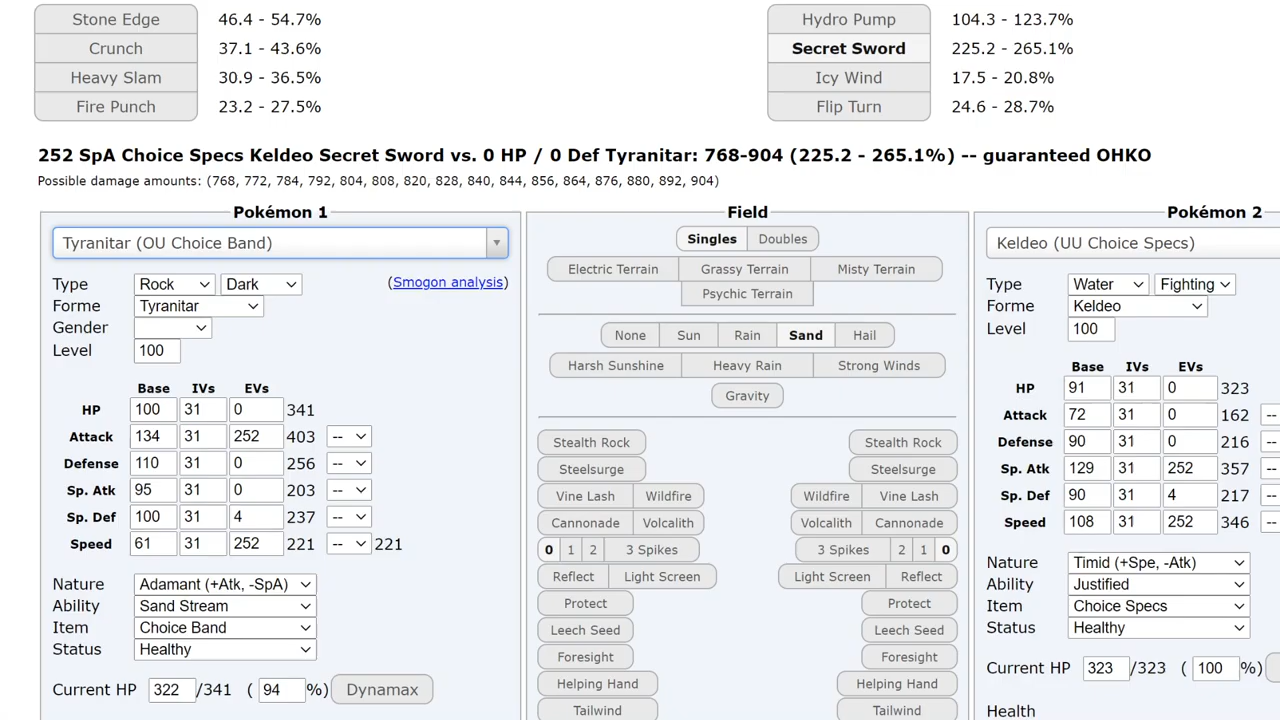 Stone Edge 46.4 - 54.7% Hydro Pump 104.3 - 123.7%
Crunch 37.1 - 43.6% Secret Sword 225.2 - 265.1%
Heavy Slam 30.9 - 36.5% Icy Wind 17.5 - 20.8%
Fire Punch 23.2 - 27.5% Flip Turn 24.6 - 28.7%
252 SpA Choice Specs Keldeo Secret Sword vs. 0 HP / 0 Def Tyranitar: 768-904 (225.2 - 265.1%) -- guaranteed OHKO
Possible damage amounts: (768, 772, 784, 792, 804, 808, 820, 828, 840, 844, 856, 864, 876, 880, 892, 904)
Pokémon 1
Tyranitar (OU Choice Band)
Type Rock Dark (Smogon analysis)
Forme Tyranitar
Gender
Level 100
Base IVs EVs
HP 100 31 0 341
Attack 134 31 252 403 --
Defense 110 31 0 256 --
Sp. Atk 95 31 0 203 --
Sp. Def 100 31 4 237 --
Speed 61 31 252 221 -- 221
Nature Adamant (+Atk, -SpA)
Ability Sand Stream
Item Choice Band
Status Healthy
Current HP 322 /341 ( 94 %) Dynamax
Field
Singles Doubles
Electric Terrain Grassy Terrain Misty Terrain
Psychic Terrain
None Sun Rain Sand Hail
Harsh Sunshine Heavy Rain Strong Winds
Gravity
Stealth Rock Stealth Rock
Steelsurge Steelsurge
Vine Lash Wildfire Wildfire Vine Lash
Cannonade Volcalith Volcalith Cannonade
0 1 2 3 Spikes 3 Spikes 2 1 0
Reflect Light Screen Light Screen Reflect
Protect Protect
Leech Seed Leech Seed
Foresight Foresight
Helping Hand Helping Hand
Tailwind Tailwind
Pokémon 2
Keldeo (UU Choice Specs)
Type Water Fighting
Forme Keldeo
Level 100
Base IVs EVs
HP 91 31 0 323
Attack 72 31 0 162 --
Defense 90 31 0 216 --
Sp. Atk 129 31 252 357 --
Sp. Def 90 31 4 217 --
Speed 108 31 252 346 --
Nature Timid (+Spe, -Atk)
Ability Justified
Item Choice Specs
Status Healthy
Current HP 323 /323 ( 100 %)
Health